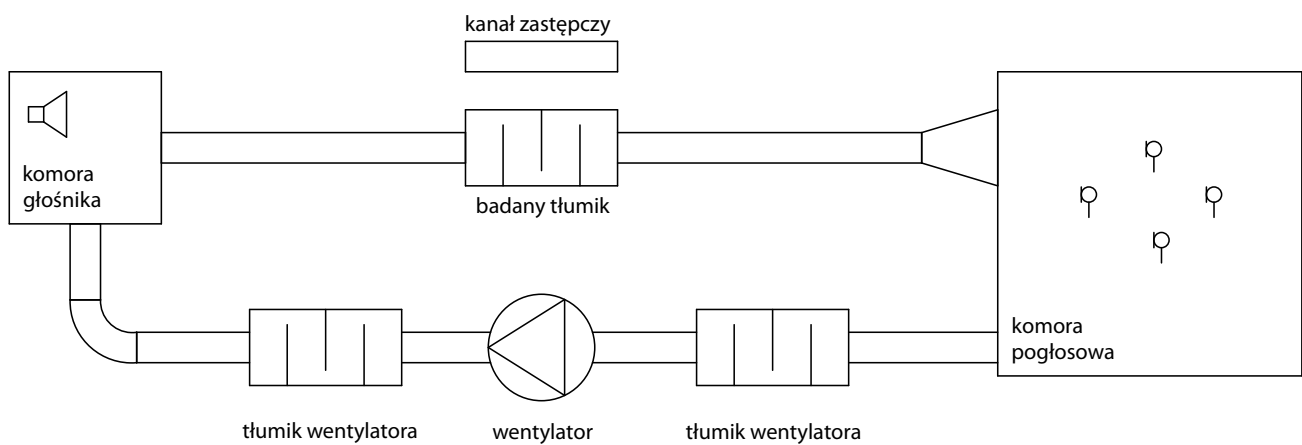 kanał zastępczy
komora
głośnika
badany tłumik
komora
pogłosowa
tłumik wentylatora
wentylator
tłumik wentylatora